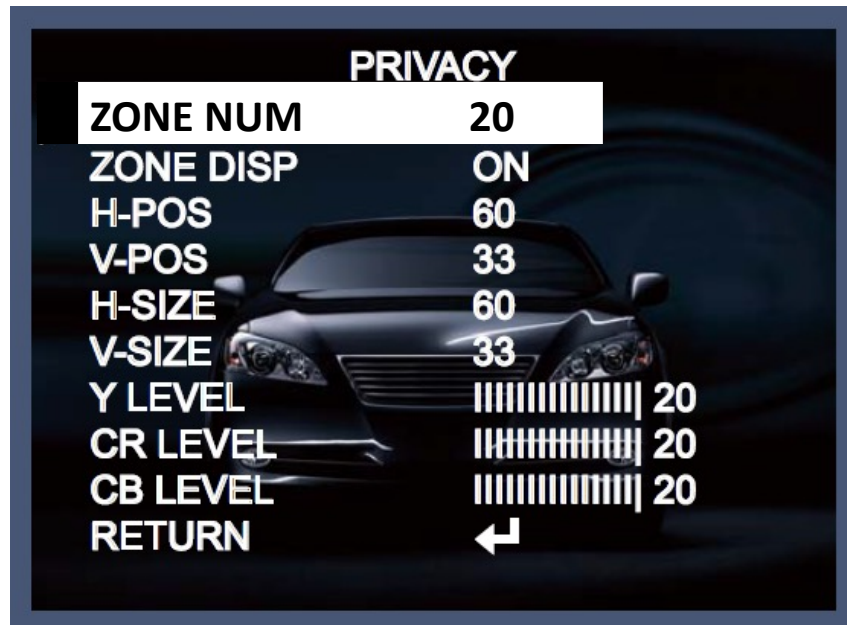 PRIVACY
ZONE NUM 20
ZONE DISP ON
H-POS 60
V-POS 33
H-SIZE 60
V-SIZE 33
Y LEVEL 20
CR LEVEL 20
CB LEVEL 20
RETURN ↵